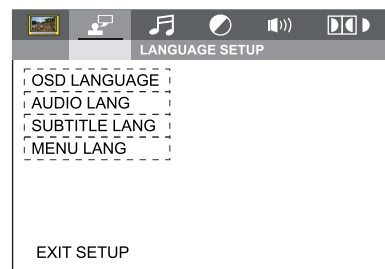 LANGUAGE SETUP
OSD LANGUAGE
AUDIO LANG
SUBTITLE LANG
MENU LANG
EXIT SETUP